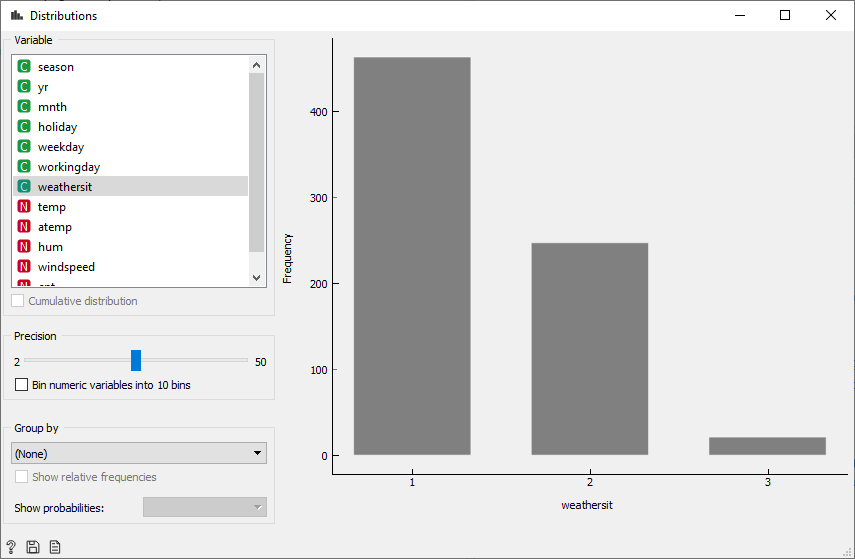 Distributions
Variable
C season
C yr
C mnth
C holiday
C weekday
C workingday
C weathersit
N temp
N atemp
N hum
N windspeed
Cumulative distribution
Precision
2 50
Bin numeric variables into 10 bins
Group by
(None)
Show relative frequencies
Show probabilities:
?
Frequency
400
300
200
100
0
1 2 3
weathersit